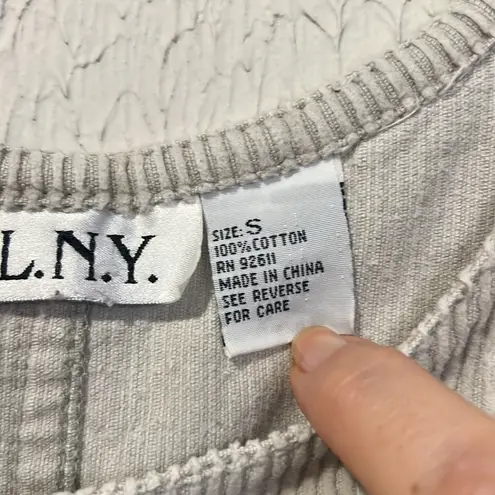 L.N.Y.
SIZE: S
100% COTTON
RN 92611
MADE IN CHINA
SEE REVERSE
FOR CARE